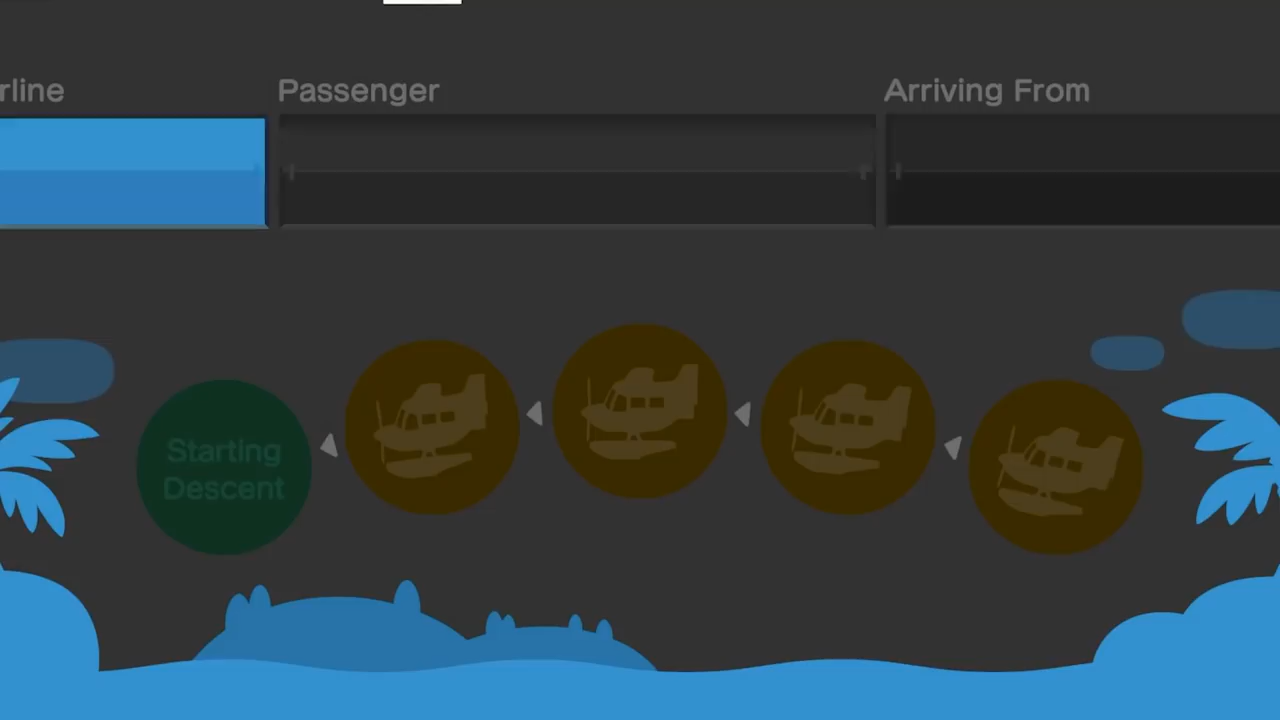 rline
Passenger
Arriving From
Starting
Descent